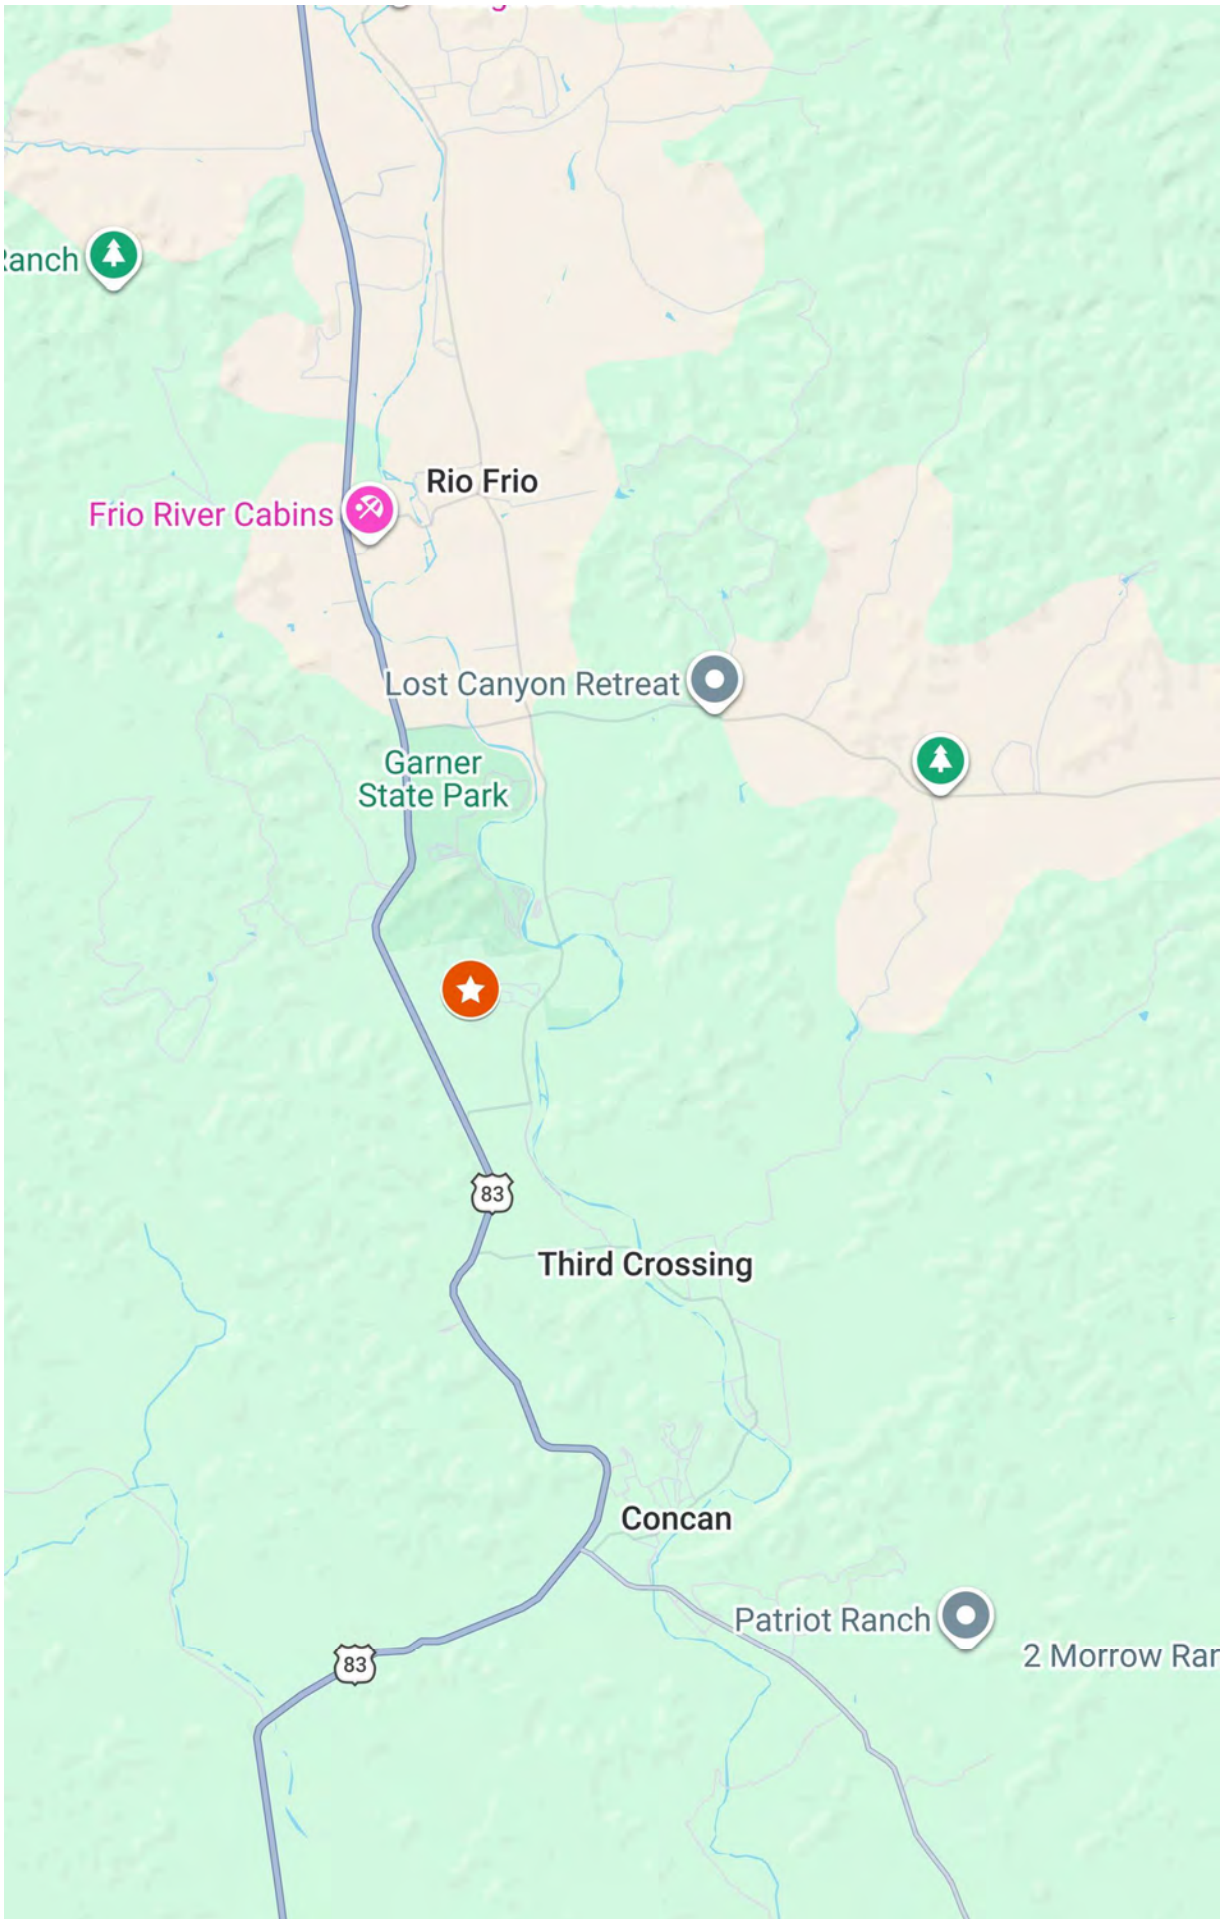 Ranch
Rio Frio
Frio River Cabins
Lost Canyon Retreat
Garner
State Park
83
Third Crossing
Concan
Patriot Ranch
83
2 Morrow Ran